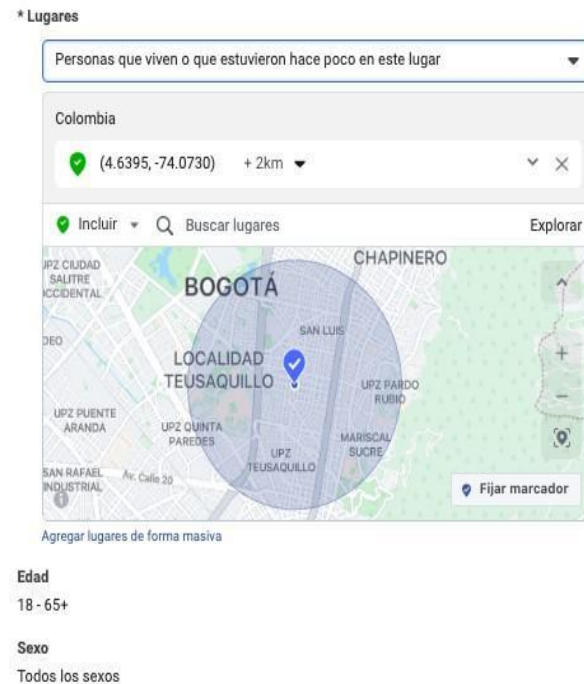 * Lugares
Personas que viven o que estuvieron hace poco en este lugar
Colombia
(4.6395, -74.0730) + 2km
Incluir Buscar lugares Explorar
UPZ CIUDAD
SALITRE
OCCIDENTAL
CHAPINERO
BOGOTÁ
SAN LUIS
LOCALIDAD
TEUSAQUILLO
UPZ PARDO
RUBIO
UPZ PUENTE
ARANDA
UPZ QUINTA
PAREDES
MARISCAL
SUCRE
UPZ
TEUSAQUILLO
SAN RAFAEL
INDUSTRIAL
Av. Calle 20
Fijar marcador
Agregar lugares de forma masiva
Edad
18 - 65+
Sexo
Todos los sexos